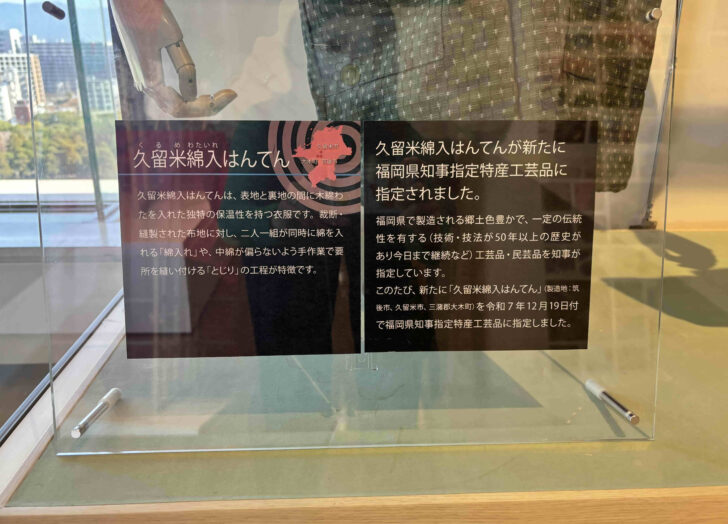 くるめわたいれ
久留米綿入はんてん
久留米綿入はんてんは、表地と裏地の間に木綿わ
たを入れた独特の保温性を持つ衣服です。裁断・
縫製された布地に対し、二人一組が同時に綿を入
れる「綿入れ」や、中綿が偏らないよう手作業で要
所を縫い付ける「とじり」の工程が特徴です。
久留米綿入はんてんが新たに
福岡県知事指定特産工芸品に
指定されました。
福岡県で製造される郷土色豊かで、一定の伝統
性を有する(技術・技法が50年以上の歴史が
あり今日まで継続など)工芸品・民芸品を知事が
指定しています。
このたび、新たに「久留米綿入はんてん」(製造地:筑
後市、久留米市、三潴郡大木町)を令和7年12月19日付
で福岡県知事指定特産工芸品に指定しました。